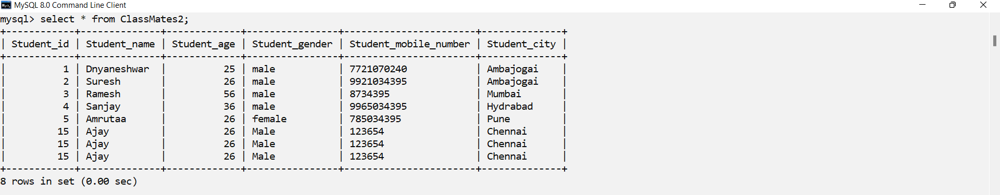 MySQL 8.0 Command Line Client
mysql> select * from ClassMates2;
+------------+--------------+-------------+----------------+-----------------------+--------------+
| Student_id | Student_name | Student_age | Student_gender | Student_mobile_number | Student_city |
+------------+--------------+-------------+----------------+-----------------------+--------------+
|          1 | Dnyaneshwar  |          25 | male           | 7721070240            | Ambajogai    |
|          2 | Suresh       |          26 | male           | 9921034395            | Ambajogai    |
|          3 | Ramesh       |          56 | male           | 8734395               | Mumbai       |
|          4 | Sanjay       |          36 | male           | 9965034395            | Hydrabad     |
|          5 | Amrutaa      |          26 | female         | 785034395             | Pune         |
|         15 | Ajay         |          26 | Male           | 123654                | Chennai      |
|         15 | Ajay         |          26 | Male           | 123654                | Chennai      |
|         15 | Ajay         |          26 | Male           | 123654                | Chennai      |
+------------+--------------+-------------+----------------+-----------------------+--------------+
8 rows in set (0.00 sec)